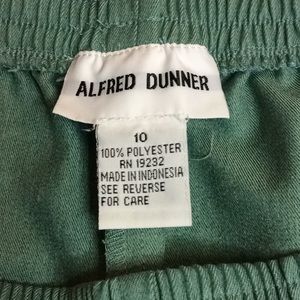 ALFRED DUNNER
10
100% POLYESTER
RN 19232
MADE IN INDONESIA
SEE REVERSE
FOR CARE